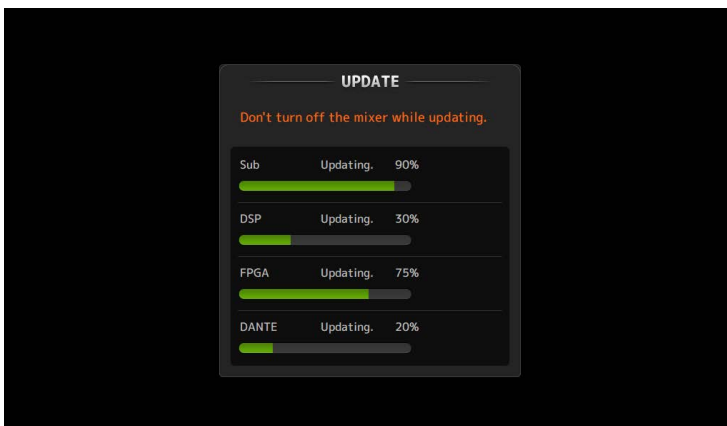 UPDATE
Don't turn off the mixer while updating.
Sub Updating. 90%
DSP Updating. 30%
FPGA Updating. 75%
DANTE Updating. 20%